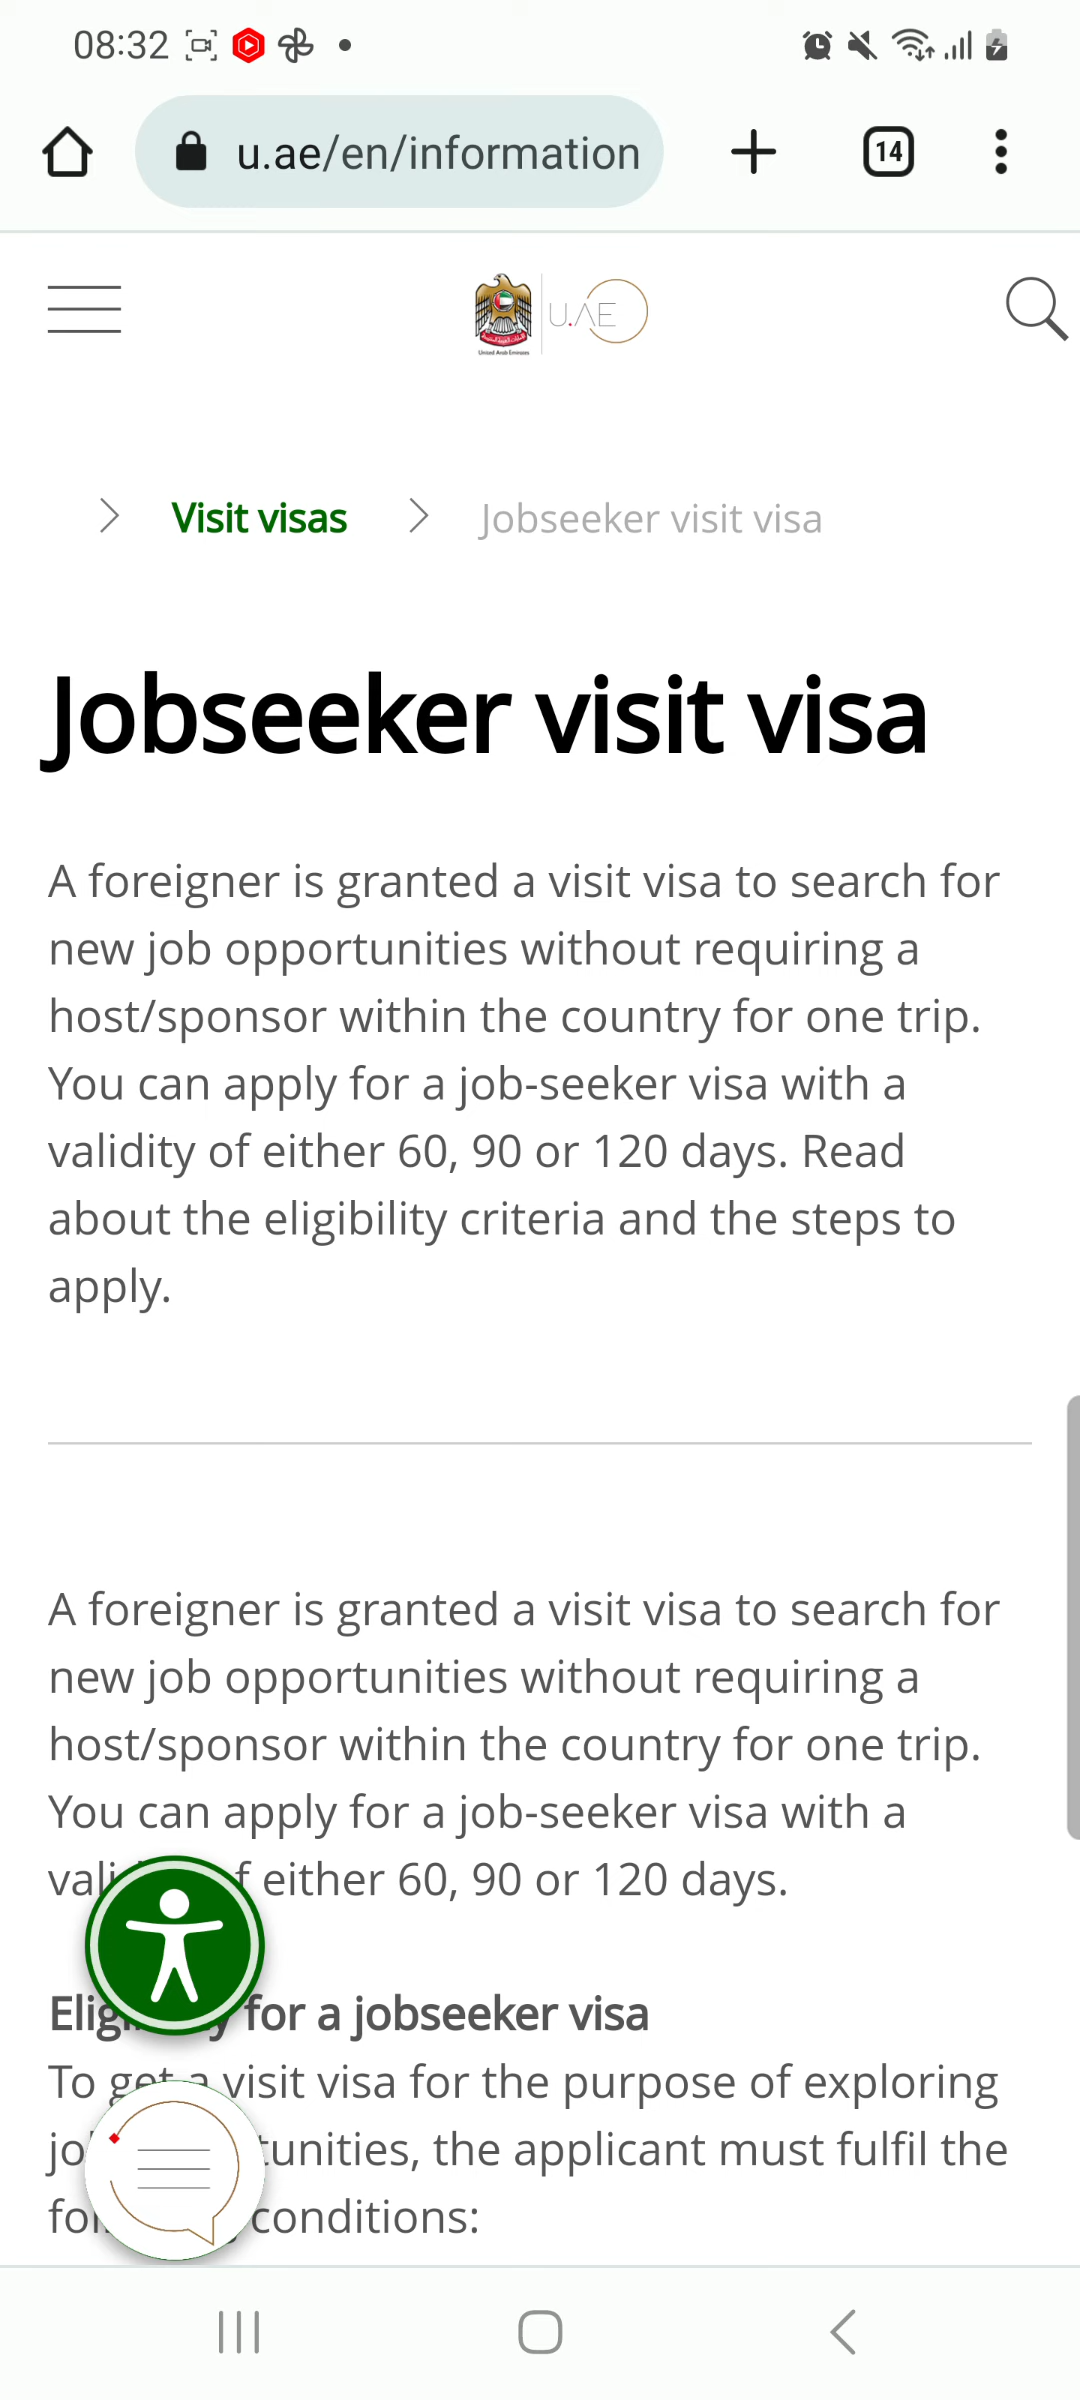 08:32
u.ae/en/information
14
U.AE
United Arab Emirates
Visit visas
Jobseeker visit visa
Jobseeker visit visa
A foreigner is granted a visit visa to search for
new job opportunities without requiring a
host/sponsor within the country for one trip.
You can apply for a job-seeker visa with a
validity of either 60, 90 or 120 days. Read
about the eligibility criteria and the steps to
apply.
A foreigner is granted a visit visa to search for
new job opportunities without requiring a
host/sponsor within the country for one trip.
You can apply for a job-seeker visa with a
either 60, 90 or 120 days.
for a jobseeker visa
To get a visit visa for the purpose of exploring
the applicant must fulfil the
conditions: